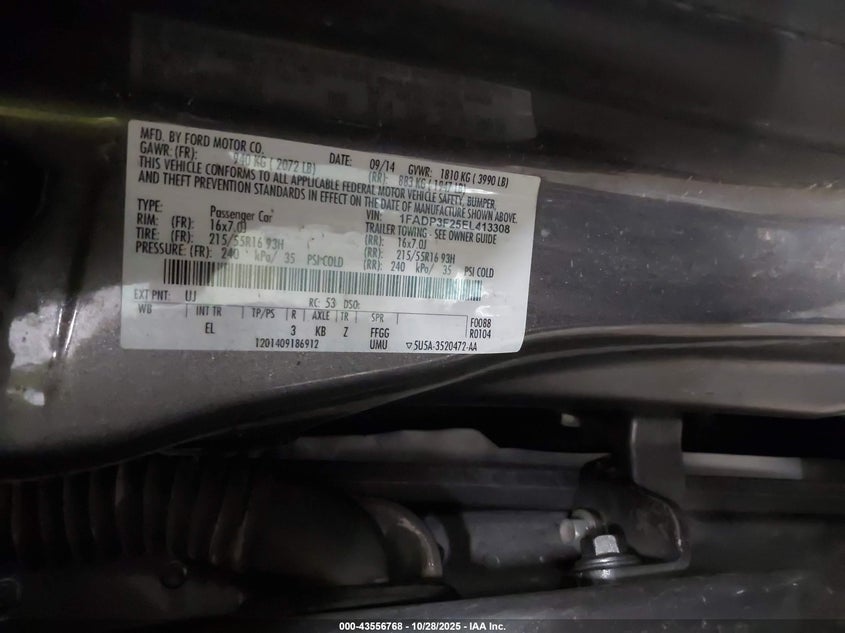 MFD. BY FORD MOTOR CO.
DATE: 09/14 GVWR: 1810 KG ( 3990 LB)
GAWR: (FR): 940 KG ( 2072 LB) (RR): 883 KG ( 1947 LB)
THIS VEHICLE CONFORMS TO ALL APPLICABLE FEDERAL MOTOR VEHICLE SAFETY, BUMPER,
AND THEFT PREVENTION STANDARDS IN EFFECT ON THE DATE OF MANUFACTURE SHOWN ABOVE.
VIN: 1FADP3F25EL413308
TYPE: Passenger Car TRAILER TOWING - SEE OWNER GUIDE
RIM: 16x7.0J (RR): 16x7.0J
TIRE: (FR): 215/55R16 93H (RR): 215/55R16 93H
PRESSURE: (FR): 240 kPa/ 35 PSI:COLD (RR): 240 kPa/ 35 PSI COLD
EXT PNT: UJ RC: 53 DSO:
WB INT TR TP/PS R AXLE TR SPR F0088
EL 3 KB Z FFGG R0104
1201409186912 UMU ▽5U5A-3520472-AA
000-43556768 | 10/28/2025 - IAA Inc.